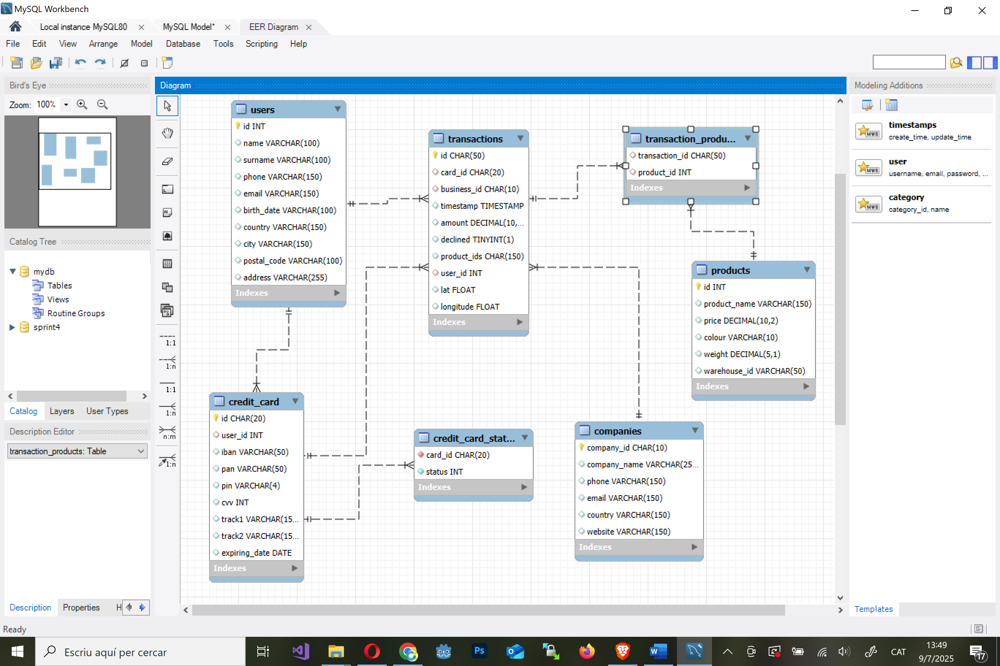 MySQL Workbench
Local instance MySQL80
MySQL Model*
EER Diagram
File Edit View Arrange Model Database Tools Scripting Help
Bird's Eye
Zoom: 100%
Catalog Tree
mydb
Tables
Views
Routine Groups
sprint4
Catalog Layers User Types
Description Editor
transaction_products: Table
Description Properties H
Ready
Diagram
1:1
1:n
1:1
1:n
n:m
1:n
users
id INT
name VARCHAR(100)
surname VARCHAR(100)
phone VARCHAR(150)
email VARCHAR(150)
birth_date VARCHAR(100)
country VARCHAR(150)
city VARCHAR(150)
postal_code VARCHAR(100)
address VARCHAR(255)
Indexes
transactions
id CHAR(50)
card_id CHAR(20)
business_id CHAR(10)
timestamp TIMESTAMP
amount DECIMAL(10,...
declined TINYINT(1)
product_ids CHAR(150)
user_id INT
lat FLOAT
longitude FLOAT
Indexes
transaction_produ...
transaction_id CHAR(50)
product_id INT
Indexes
products
id INT
product_name VARCHAR(150)
price DECIMAL(10,2)
colour VARCHAR(10)
weight DECIMAL(5,1)
warehouse_id VARCHAR(50)
Indexes
credit_card
id CHAR(20)
user_id INT
iban VARCHAR(50)
pan VARCHAR(50)
pin VARCHAR(4)
cvv INT
track1 VARCHAR(15...
track2 VARCHAR(15...
expiring_date DATE
Indexes
credit_card_stat...
card_id CHAR(20)
status INT
Indexes
companies
company_id CHAR(10)
company_name VARCHAR(25...
phone VARCHAR(150)
email VARCHAR(150)
country VARCHAR(150)
website VARCHAR(150)
Indexes
Modeling Additions
MWB
timestamps
create_time, update_time
MWB
user
username, email, password, ...
MWB
category
category_id, name
Templates
Escriu aquí per cercar
Ps
CAT
13:49
9/7/2025
17